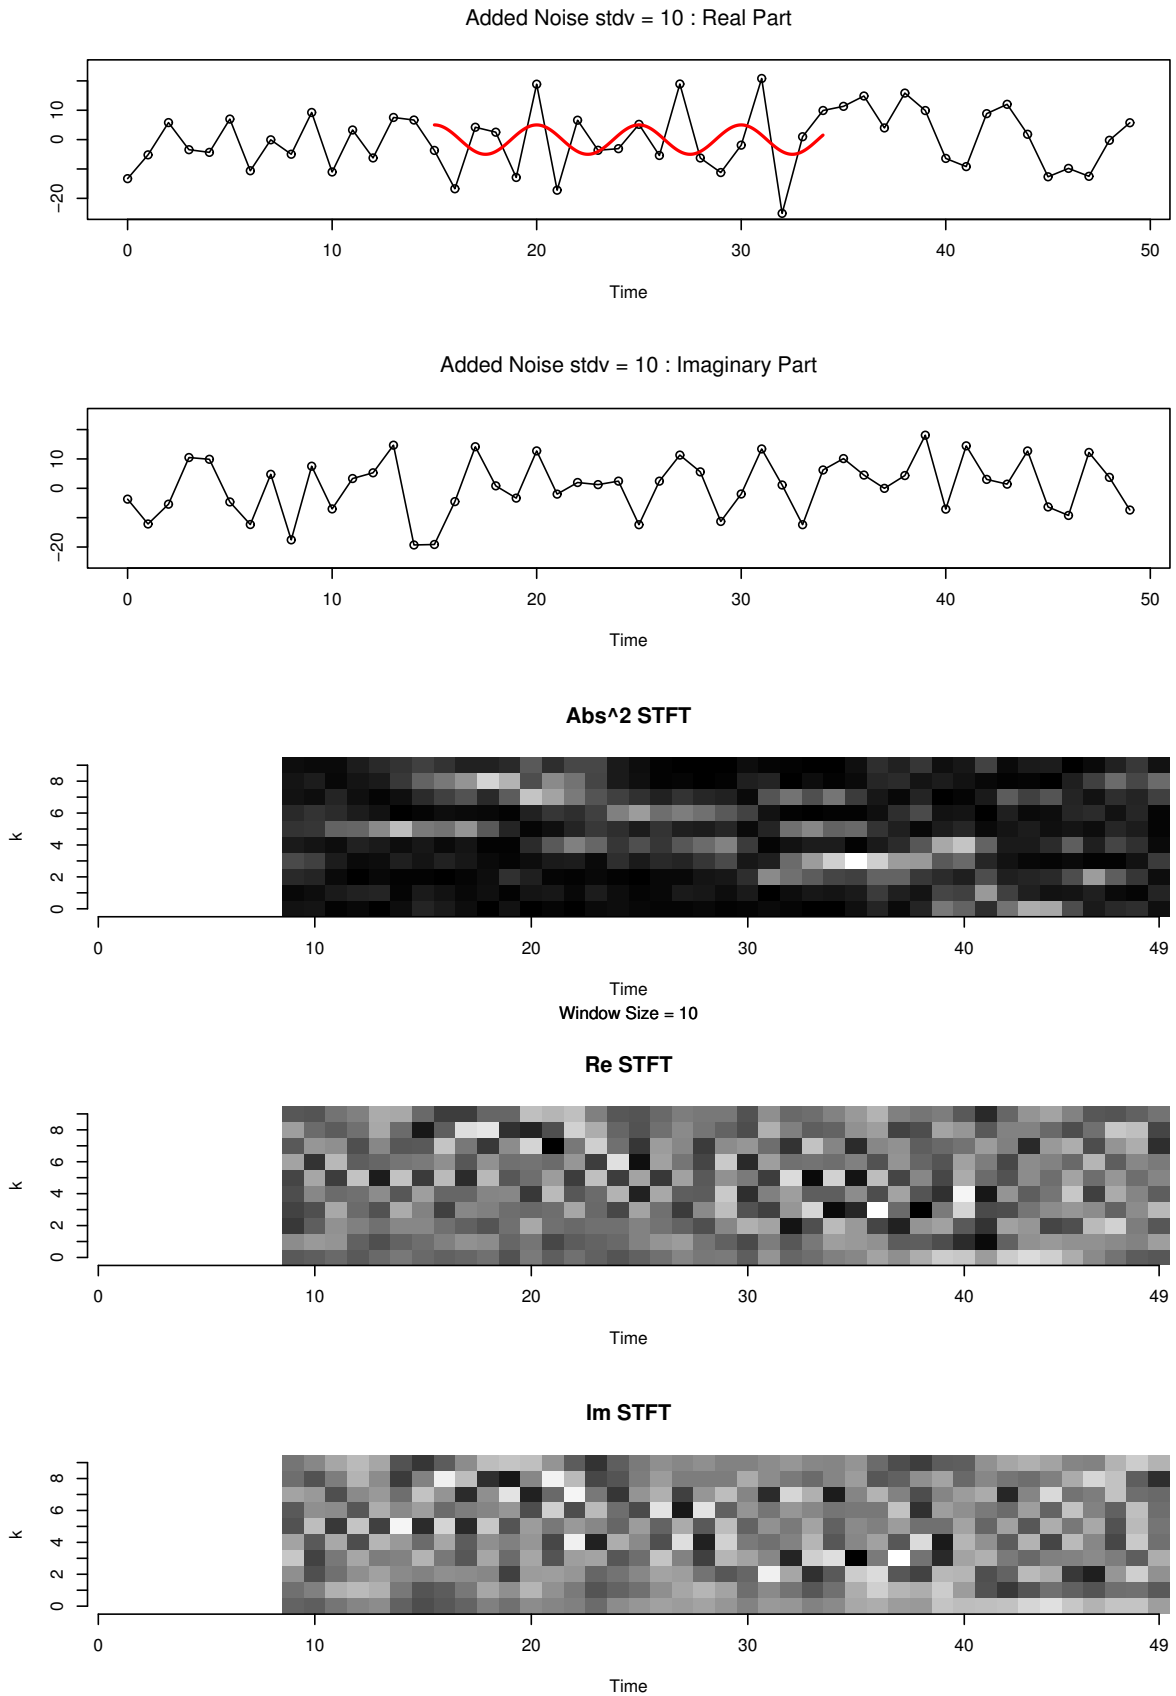 Added Noise stdv = 10 : Real Part
10
0
−20
0 10 20 30 40 50
Time
Added Noise stdv = 10 : Imaginary Part
10
0
−20
0 10 20 30 40 50
Time
Abs^2 STFT
8
6
4
2
0
k
0 10 20 30 40 49
Time
Window Size = 10
Re STFT
8
6
4
2
0
k
0 10 20 30 40 49
Time
Im STFT
8
6
4
2
0
k
0 10 20 30 40 49
Time